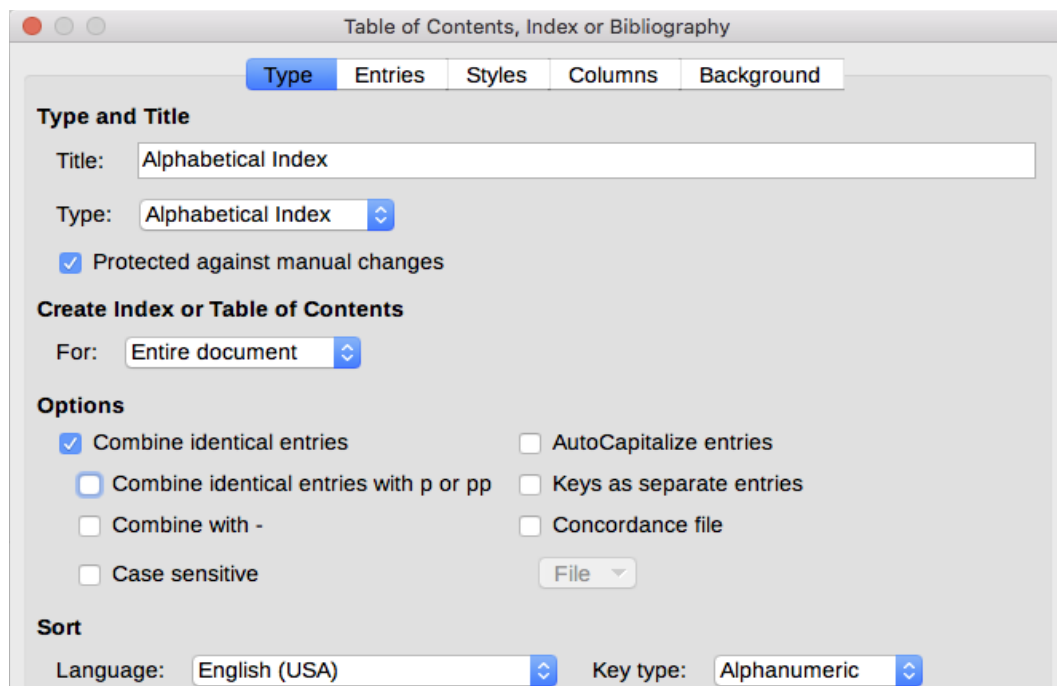 Table of Contents, Index or Bibliography
Type Entries Styles Columns Background
Type and Title
Title: Alphabetical Index
Type: Alphabetical Index
Protected against manual changes
Create Index or Table of Contents
For: Entire document
Options
Combine identical entries AutoCapitalize entries
Combine identical entries with p or pp Keys as separate entries
Combine with - Concordance file
Case sensitive File
Sort
Language: English (USA) Key type: Alphanumeric